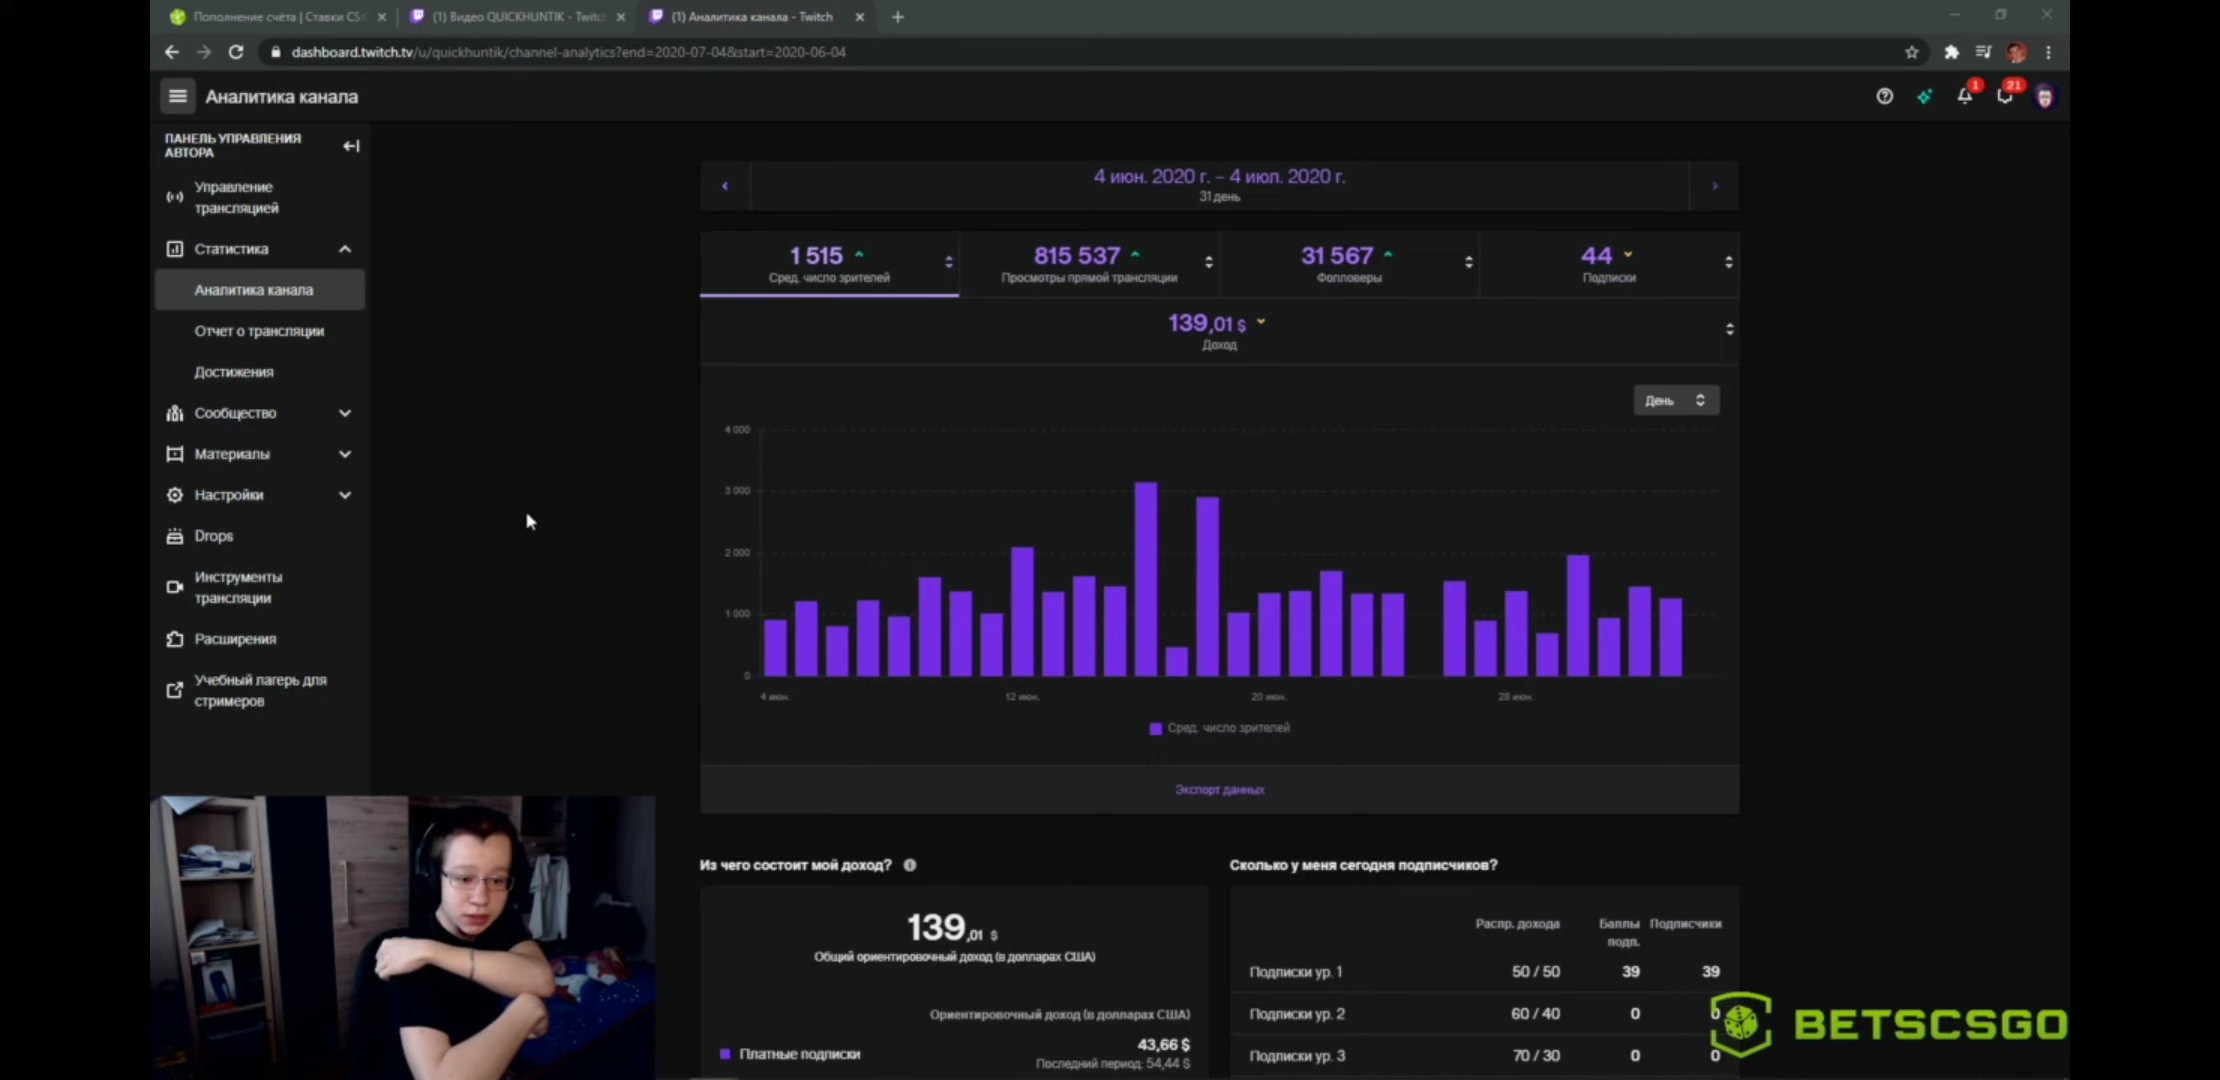 Пополнение счёта | Ставки CS:
(1) Видео QUICKHUNTIK - Twitc
(1) Аналитика канала - Twitch
dashboard.twitch.tv/u/quickhuntik/channel-analytics?end=2020-07-04&start=2020-06-04
Аналитика канала
1
21
ПАНЕЛЬ УПРАВЛЕНИЯ
АВТОРА
Управление
трансляцией
Статистика
Аналитика канала
Отчет о трансляции
Достижения
Сообщество
Материалы
Настройки
Drops
Инструменты
трансляции
Расширения
Учебный лагерь для
стримеров
4 июн. 2020 г. – 4 июл. 2020 г.
31 день
1 515
Сред. число зрителей
815 537
Просмотры прямой трансляции
31 567
Фолловеры
44
Подписки
139,01 $
Доход
День
4 000
3 000
2 000
1 000
0
4 июн.
12 июн.
20 июн.
28 июн.
Сред. число зрителей
Экспорт данных
Из чего состоит мой доход?
139,01 $
Общий ориентировочный доход (в долларах США)
Ориентировочный доход (в долларах США)
Платные подписки
43,66 $
Последний период: 54,44 $
Сколько у меня сегодня подписчиков?
Распр. дохода
Баллы
подп.
Подписчики
Подписки ур. 1
50 / 50
39
39
Подписки ур. 2
60 / 40
0
0
Подписки ур. 3
70 / 30
0
0
BETSCSGO